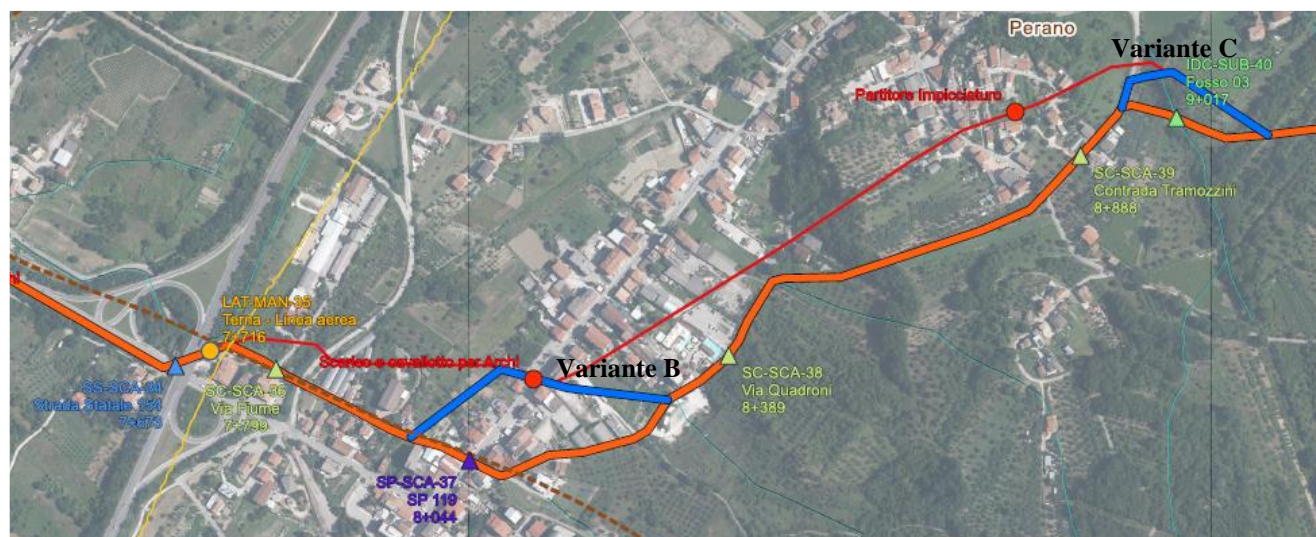 Perano
Variante C
IDC-SUB-40
Fosso 03
9+017
Partitore Impicciaturo
SC-SCA-39
Contrada Tramozzini
8+888
LAT-MAN-35
Terna - Linea aerea
7+716
Scarico e cavallotto per Archi
Variante B
SS-SCA-34
Strada Statale 154
7+673
SC-SCA-36
Via Fiume
7+799
SC-SCA-38
Via Quadroni
8+389
SP-SCA-37
SP 119
8+044